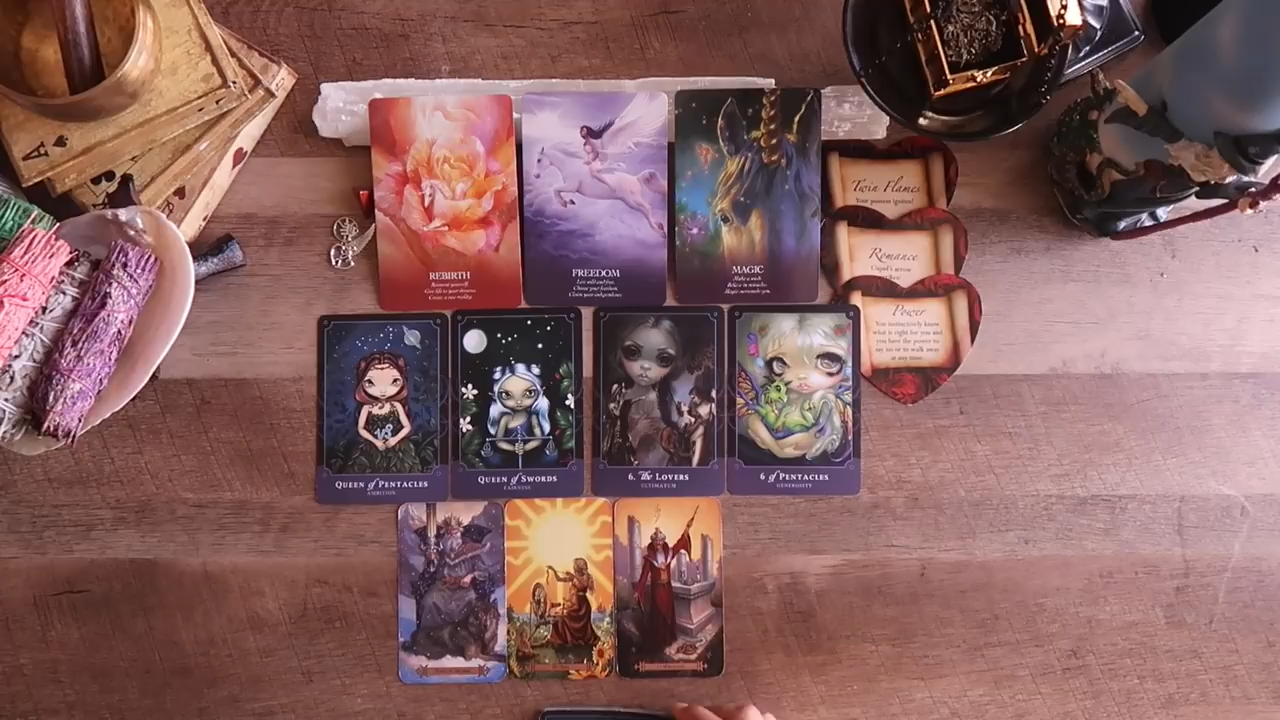 REBIRTH
Reinvent yourself.
Give life to your dreams.
Create a new reality.
FREEDOM
Live wild and free.
Choose your freedom.
Claim your independence.
MAGIC
Make a wish.
Believe in miracles.
Magic surrounds you.
Twin Flames
Your passion ignites!
Romance
Cupid's arrow
Power
You instinctively know
what is right for you and
you have the power to
say no or to walk away
at any time.
QUEEN of PENTACLES
AMBITION
QUEEN of SWORDS
FAIRNESS
6. The LOVERS
ULTIMATUM
6 of PENTACLES
GENEROSITY
A